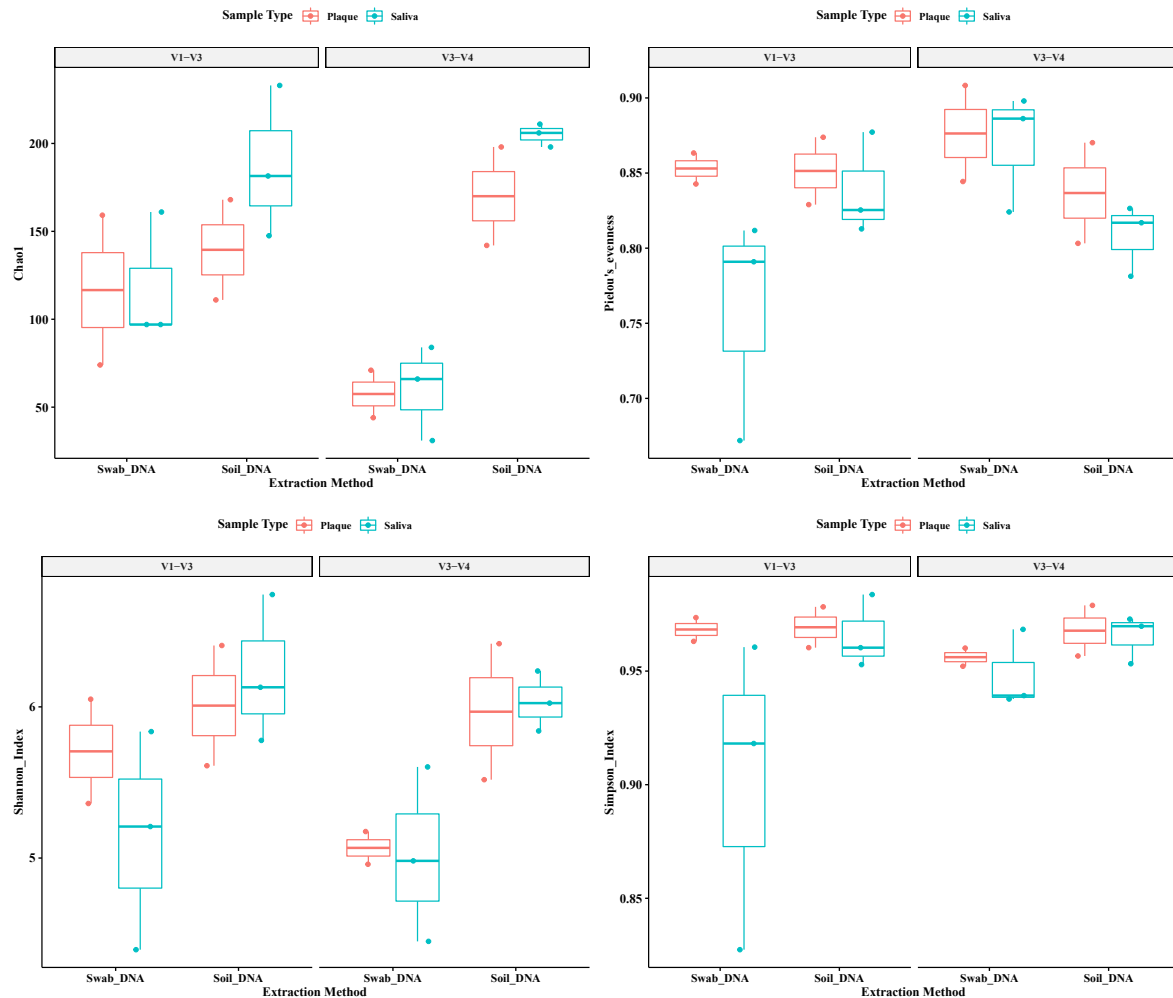 Sample Type Plaque Saliva
V1−V3 V3−V4
200
150
100
50
Chao1
Swab_DNA Soil_DNA Swab_DNA Soil_DNA
Extraction Method
Sample Type Plaque Saliva
V1−V3 V3−V4
0.90
0.85
0.80
0.75
0.70
Pielou's_evenness
Swab_DNA Soil_DNA Swab_DNA Soil_DNA
Extraction Method
Sample Type Plaque Saliva
V1−V3 V3−V4
6
5
Shannon_Index
Swab_DNA Soil_DNA Swab_DNA Soil_DNA
Extraction Method
Sample Type Plaque Saliva
V1−V3 V3−V4
0.95
0.90
0.85
Simpson_Index
Swab_DNA Soil_DNA Swab_DNA Soil_DNA
Extraction Method